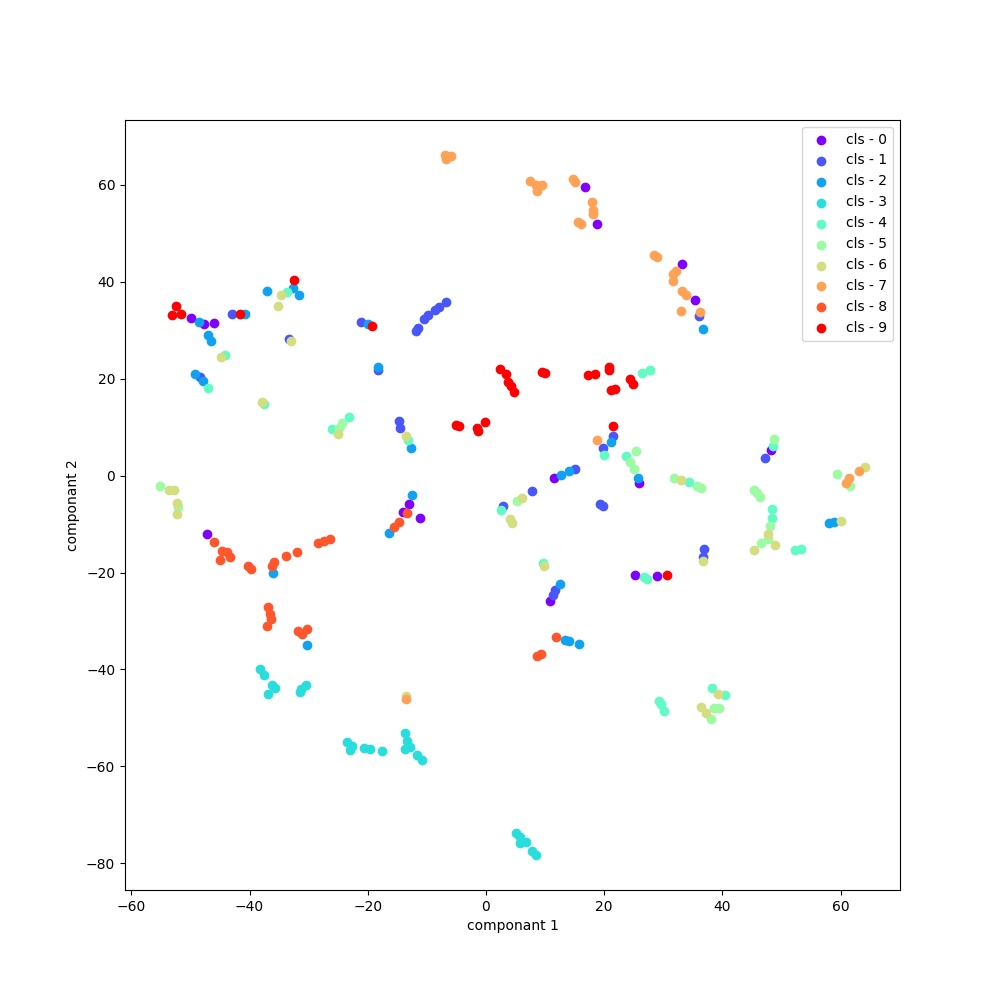 cls - 0
cls - 1
cls - 2
cls - 3
cls - 4
cls - 5
cls - 6
cls - 7
cls - 8
cls - 9
60
40
20
0
−20
−40
−60
−80
componant 2
−60
−40
−20
0
20
40
60
componant 1